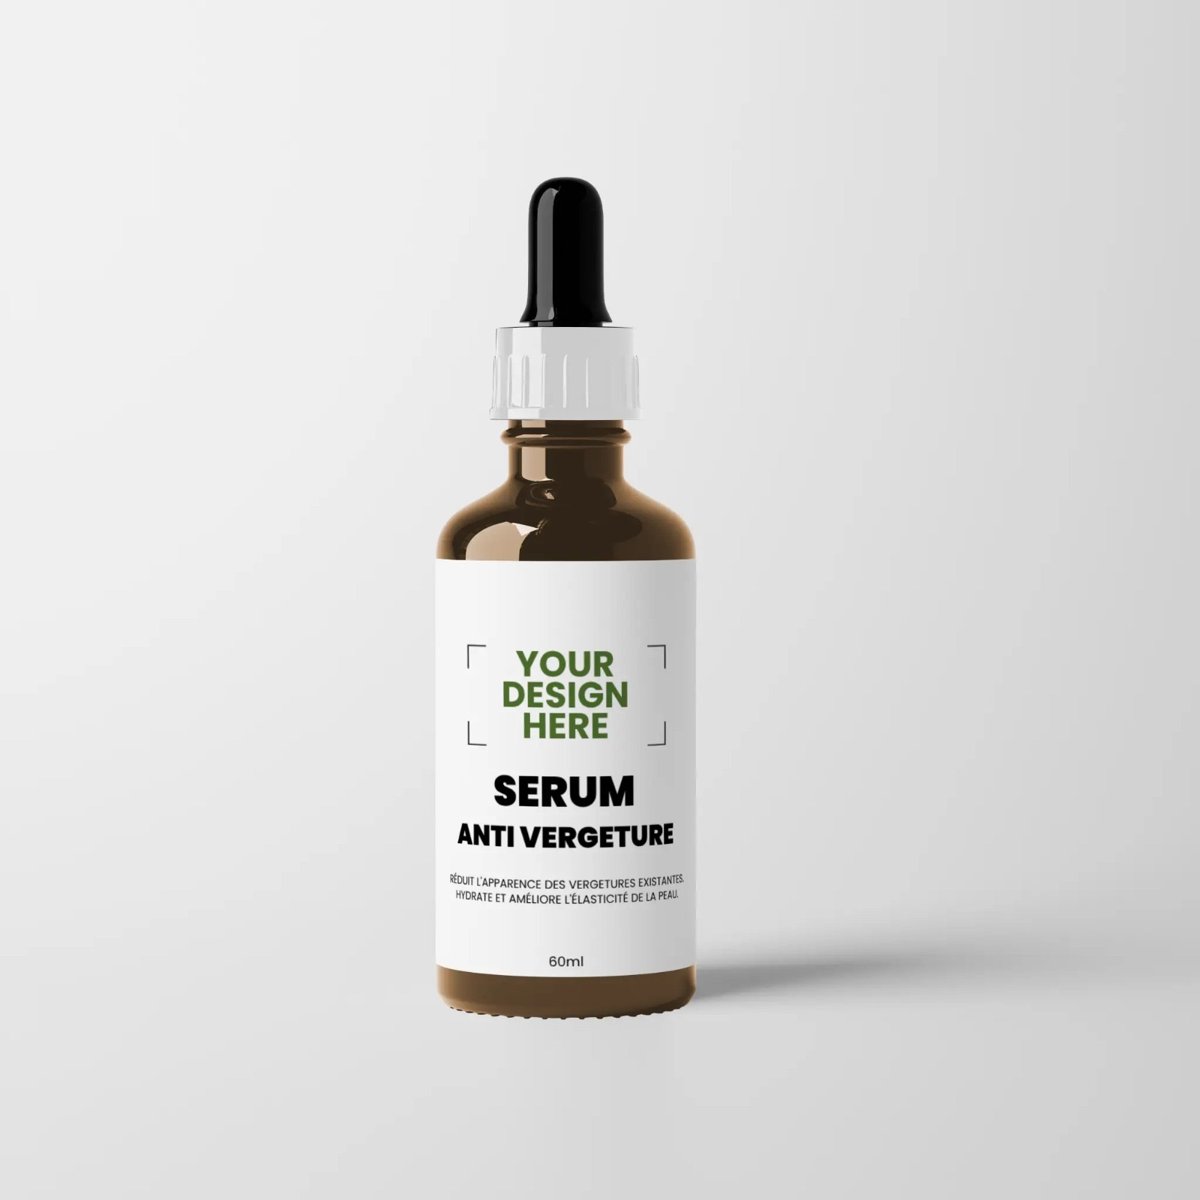 YOUR
DESIGN
HERE
SERUM
ANTI VERGETURE
RÉDUIT L'APPARENCE DES VERGETURES EXISTANTES.
HYDRATE ET AMÉLIORE L'ÉLASTICITÉ DE LA PEAU.
60ml